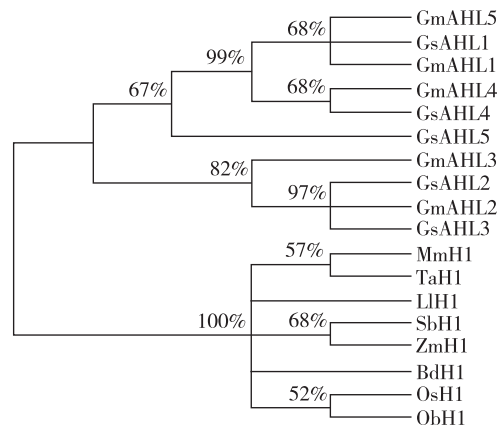 GmAHL5
68%
GsAHL1
99%
GmAHL1
67%
68%
GmAHL4
GsAHL4
GsAHL5
GmAHL3
82%
GsAHL2
97%
GmAHL2
GsAHL3
57%
MmH1
TaH1
LlH1
100%
68%
SbH1
ZmH1
BdH1
52%
OsH1
ObH1